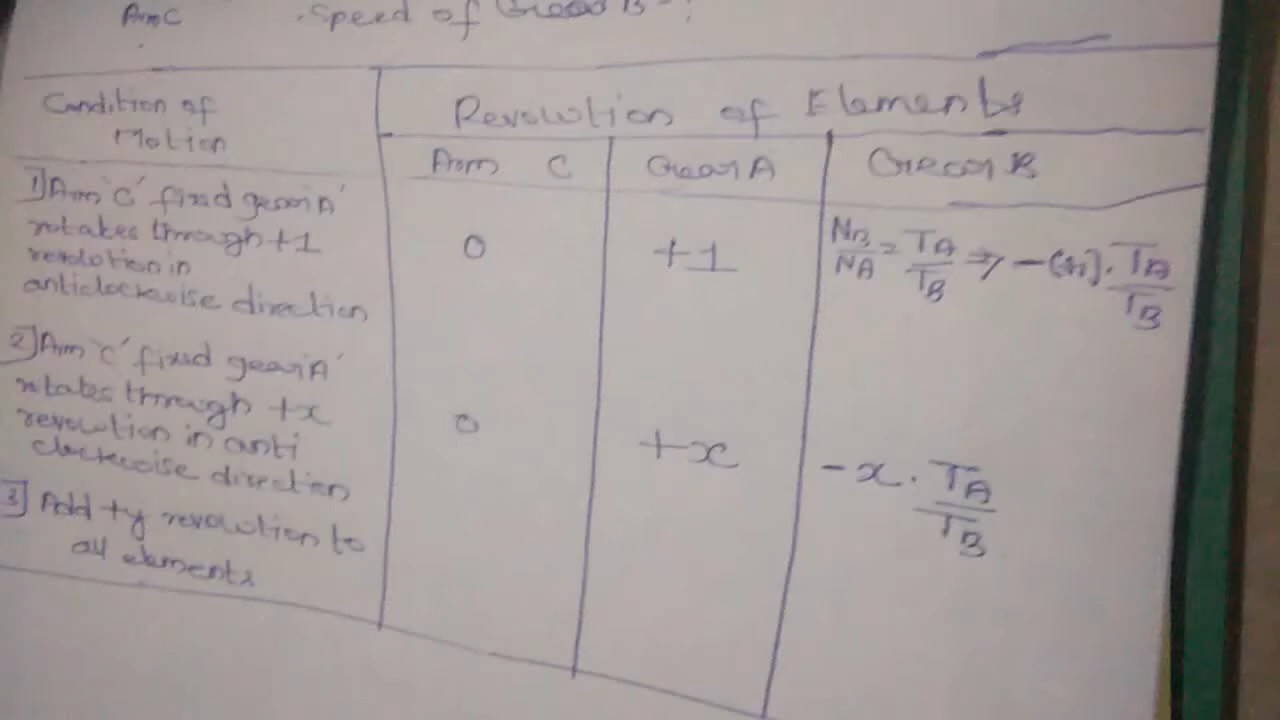 Arm C Speed of Gear B = ?
Condition of
Motion
Revolution of Elements
Arm C
Gear A
Gear B
1] Arm 'C' fixed gear 'A'
rotates through +1
revolution in
anticlockwise direction
0
+1
NB/NA = TA/TB ⇒ -(+1). TA/TB
2] Arm 'C' fixed gear 'A'
rotates through +x
revolution in anti
clockwise direction
0
+x
-x . TA/TB
3] Add +y revolution to
all elements